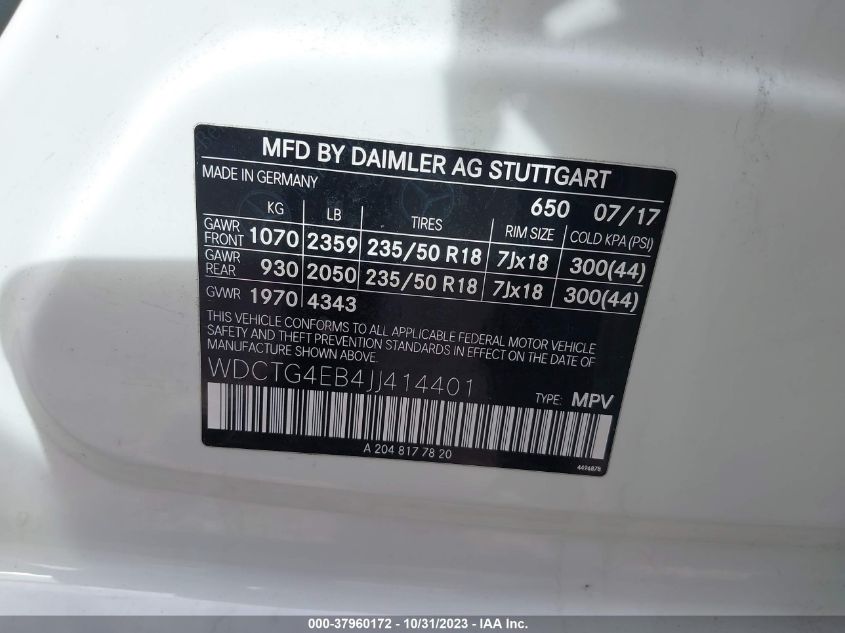 MFD BY DAIMLER AG STUTTGART
MADE IN GERMANY 650 07/17
KG LB TIRES RIM SIZE COLD KPA (PSI)
GAWR FRONT 1070 2359 235/50 R18 7Jx18 300(44)
GAWR REAR 930 2050 235/50 R18 7Jx18 300(44)
GVWR 1970 4343
THIS VEHICLE CONFORMS TO ALL APPLICABLE FEDERAL MOTOR VEHICLE
SAFETY AND THEFT PREVENTION STANDARDS IN EFFECT ON THE DATE OF
MANUFACTURE SHOWN ABOVE.
WDCTG4EB4JJ414401 TYPE: MPV
A 204 817 78 20
000-37960172 - 10/31/2023 - IAA Inc.